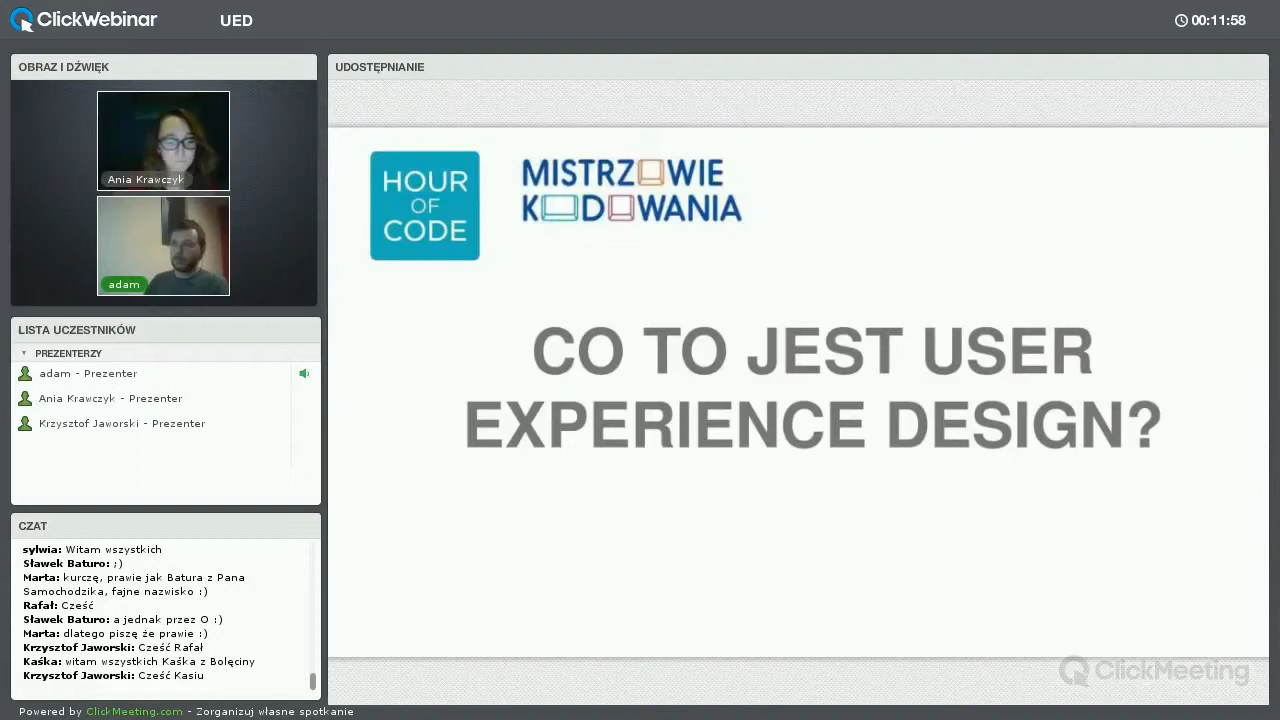 ClickWebinar
UED
00:11:58
OBRAZ I DŹWIĘK
Ania Krawczyk
adam
LISTA UCZESTNIKÓW
PREZENTERZY
adam - Prezenter
Ania Krawczyk - Prezenter
Krzysztof Jaworski - Prezenter
CZAT
sylwia: Witam wszystkich
Sławek Baturo: ;)
Marta: kurczę, prawie jak Batura z Pana
Samochodzika, fajne nazwisko :)
Rafał: Cześć
Sławek Baturo: a jednak przez O :)
Marta: dlatego piszę że prawie :)
Krzysztof Jaworski: Cześć Rafał
Kaśka: witam wszystkich Kaśka z Bolęciny
Krzysztof Jaworski: Cześć Kasiu
UDOSTĘPNIANIE
HOUR
OF
CODE
MISTRZOWIE
KODOWANIA
CO TO JEST USER
EXPERIENCE DESIGN?
ClickMeeting
Powered by ClickMeeting.com - Zorganizuj własne spotkanie